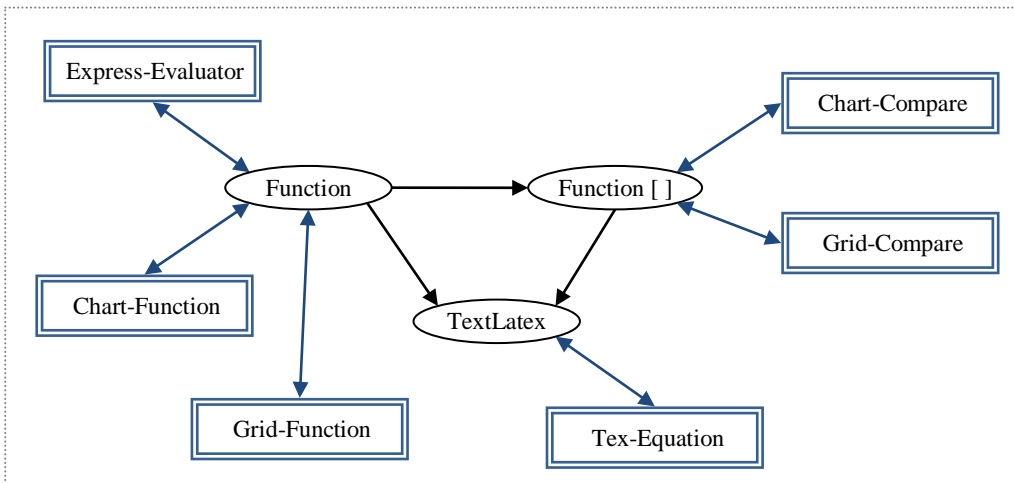 Express-Evaluator
Chart-Compare
Function
Function [ ]
Grid-Compare
Chart-Function
TextLatex
Grid-Function
Tex-Equation